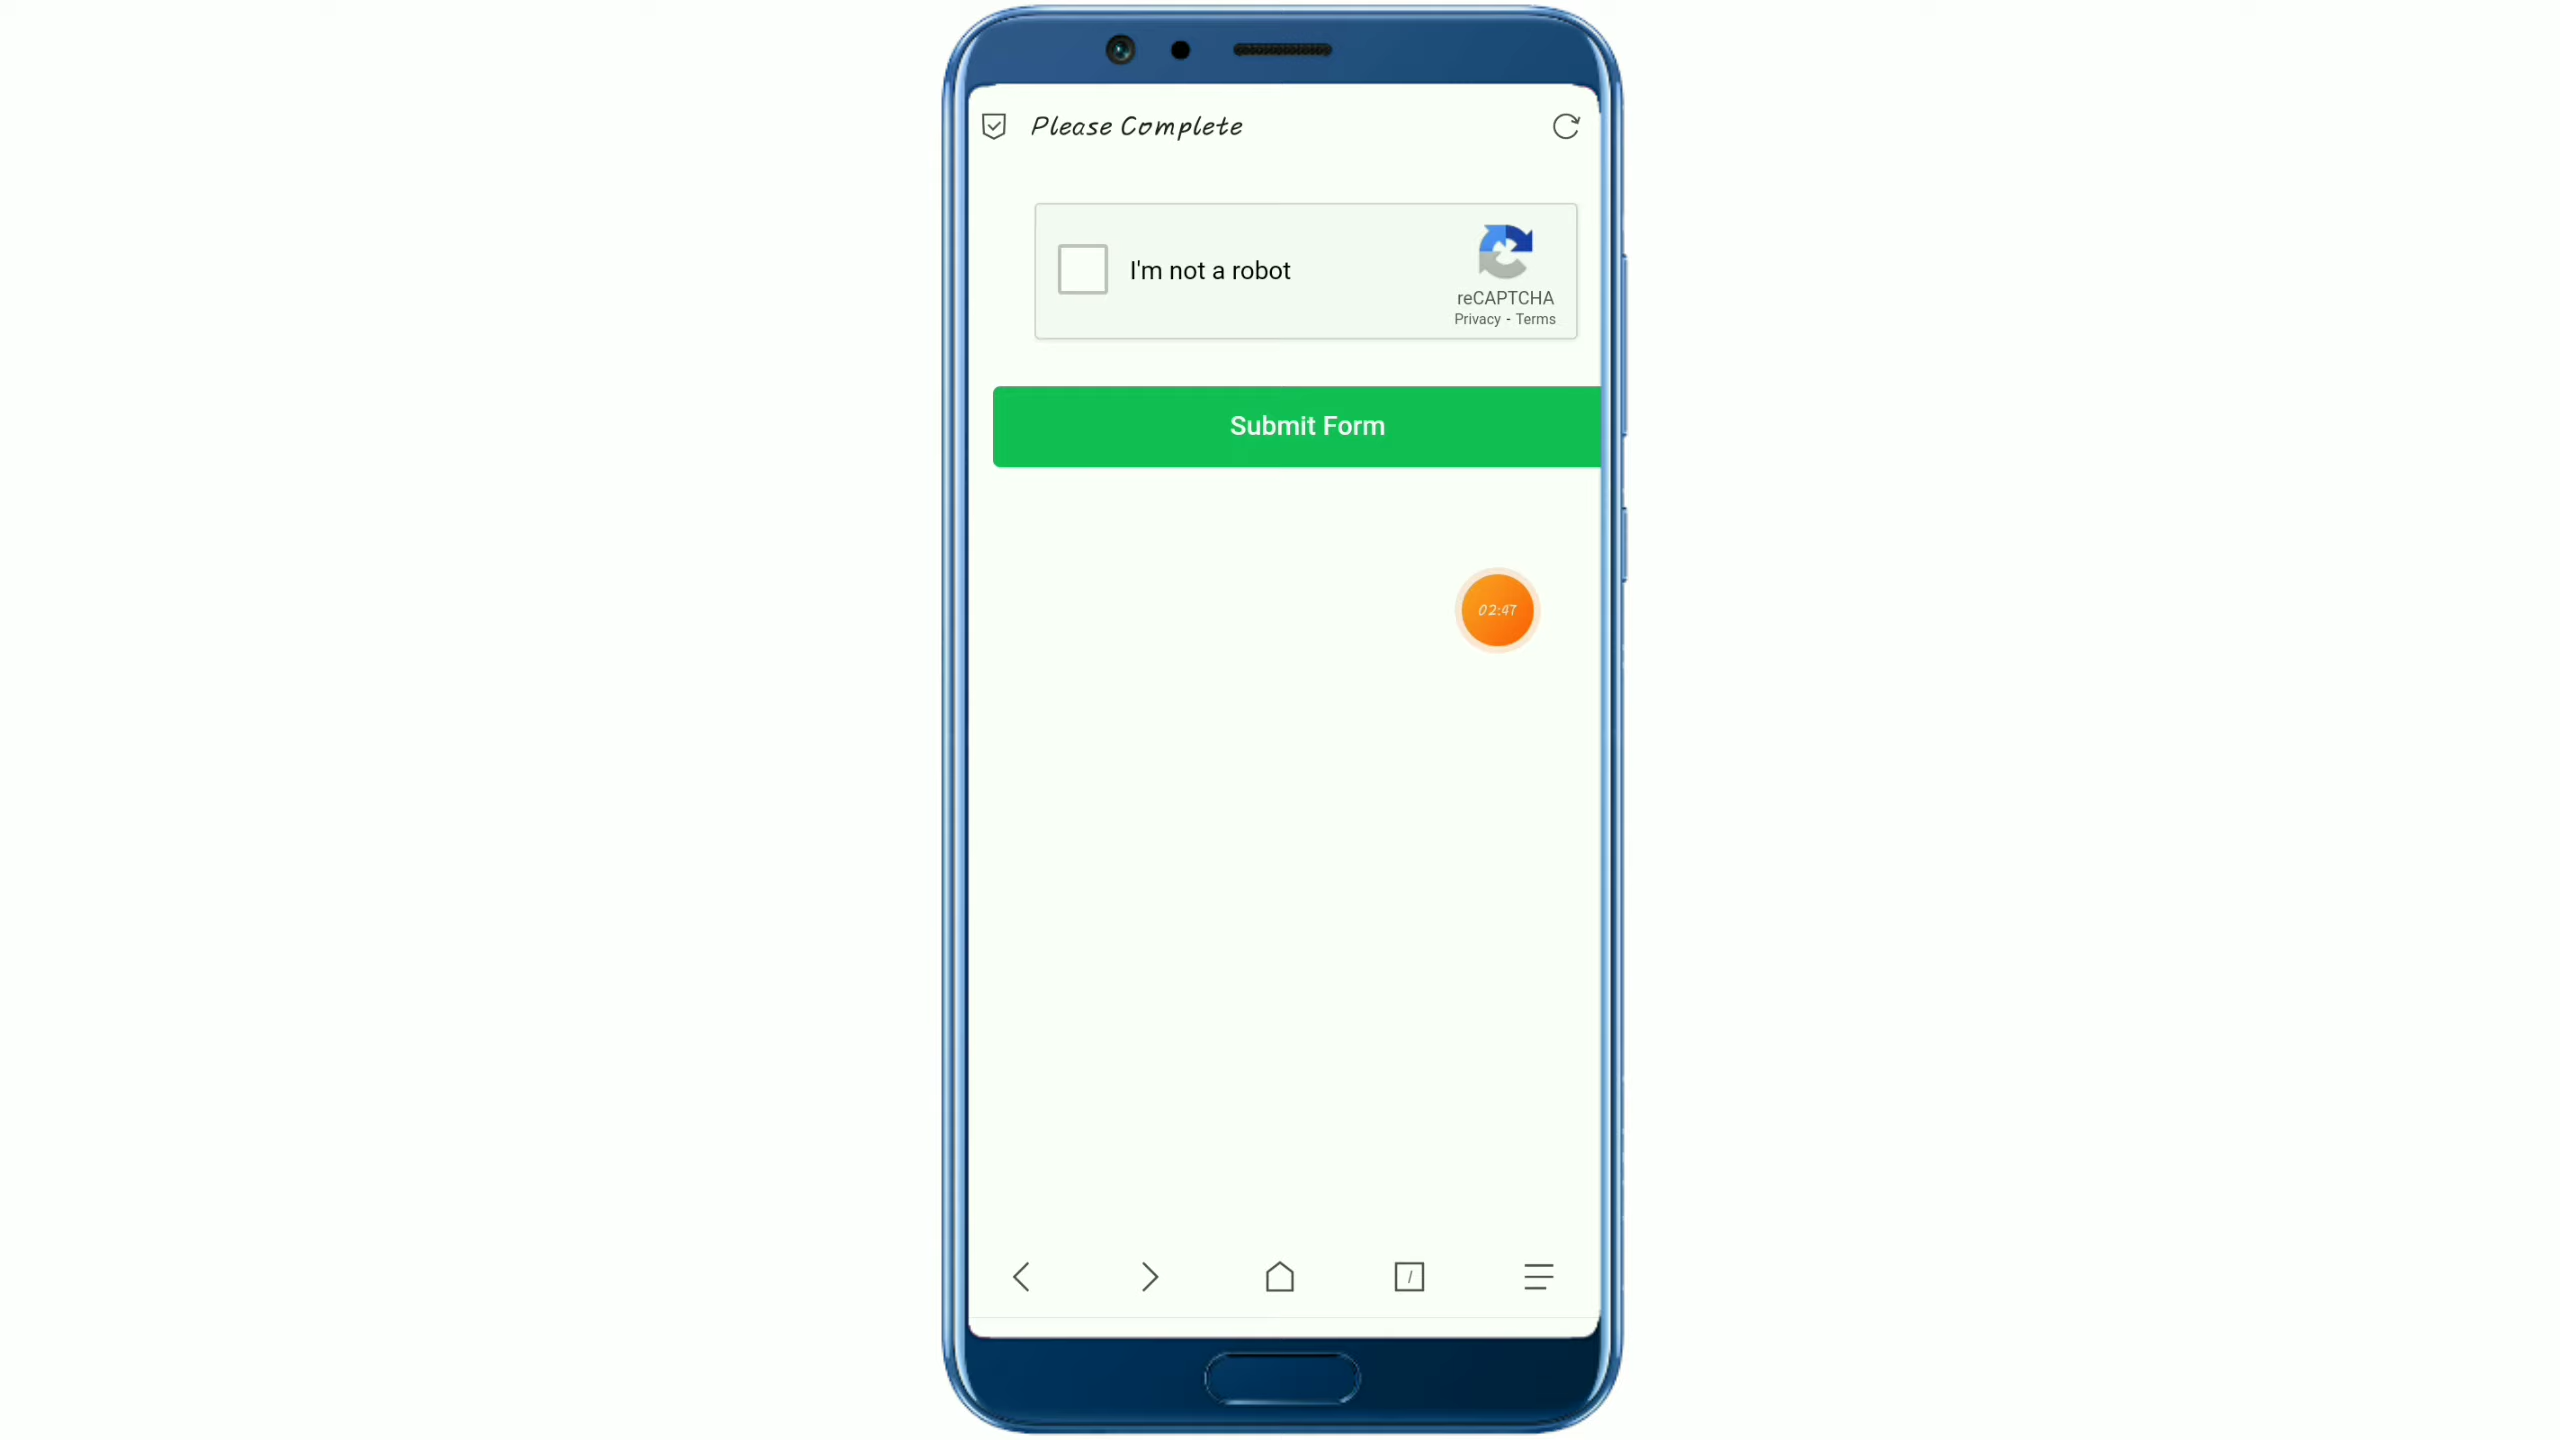 Please Complete
I'm not a robot
reCAPTCHA
Privacy - Terms
Submit Form
02:47